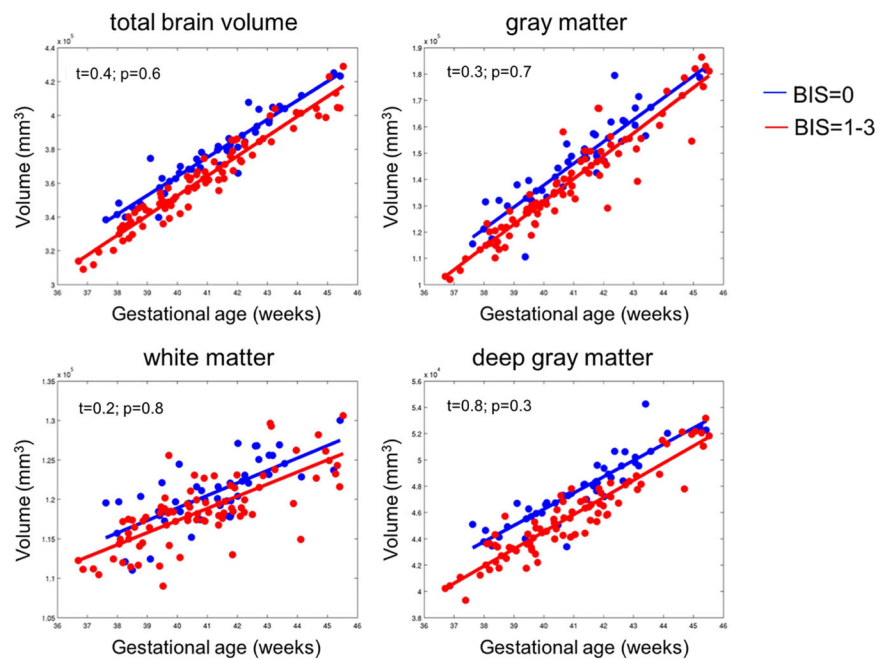 total brain volume
x 10⁵
4.4
4.2
4
3.8
3.6
3.4
3.2
3
t=0.4; p=0.6
Volume (mm³)
36 37 38 39 40 41 42 43 44 45 46
Gestational age (weeks)
gray matter
x 10⁵
1.9
1.8
1.7
1.6
1.5
1.4
1.3
1.2
1.1
1
t=0.3; p=0.7
Volume (mm³)
36 37 38 39 40 41 42 43 44 45 46
Gestational age (weeks)
BIS=0
BIS=1-3
white matter
x 10⁵
1.35
1.3
1.25
1.2
1.15
1.1
1.05
t=0.2; p=0.8
Volume (mm³)
36 37 38 39 40 41 42 43 44 45 46
Gestational age (weeks)
deep gray matter
x 10⁴
5.6
5.4
5.2
5
4.8
4.6
4.4
4.2
4
3.8
t=0.8; p=0.3
Volume (mm³)
36 37 38 39 40 41 42 43 44 45 46
Gestational age (weeks)